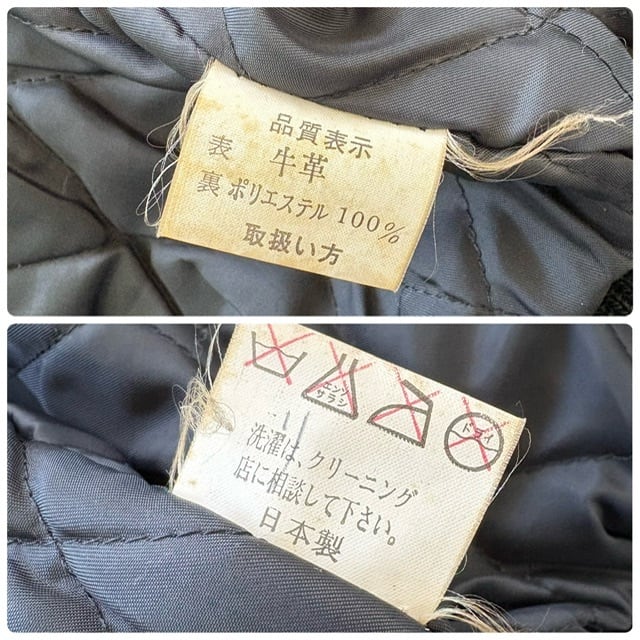 品質表示
表 牛革
裏 ポリエステル 100%
取扱い方
エンソ
サラシ
ドライ
洗濯は、クリーニング
店に相談して下さい。
日本製